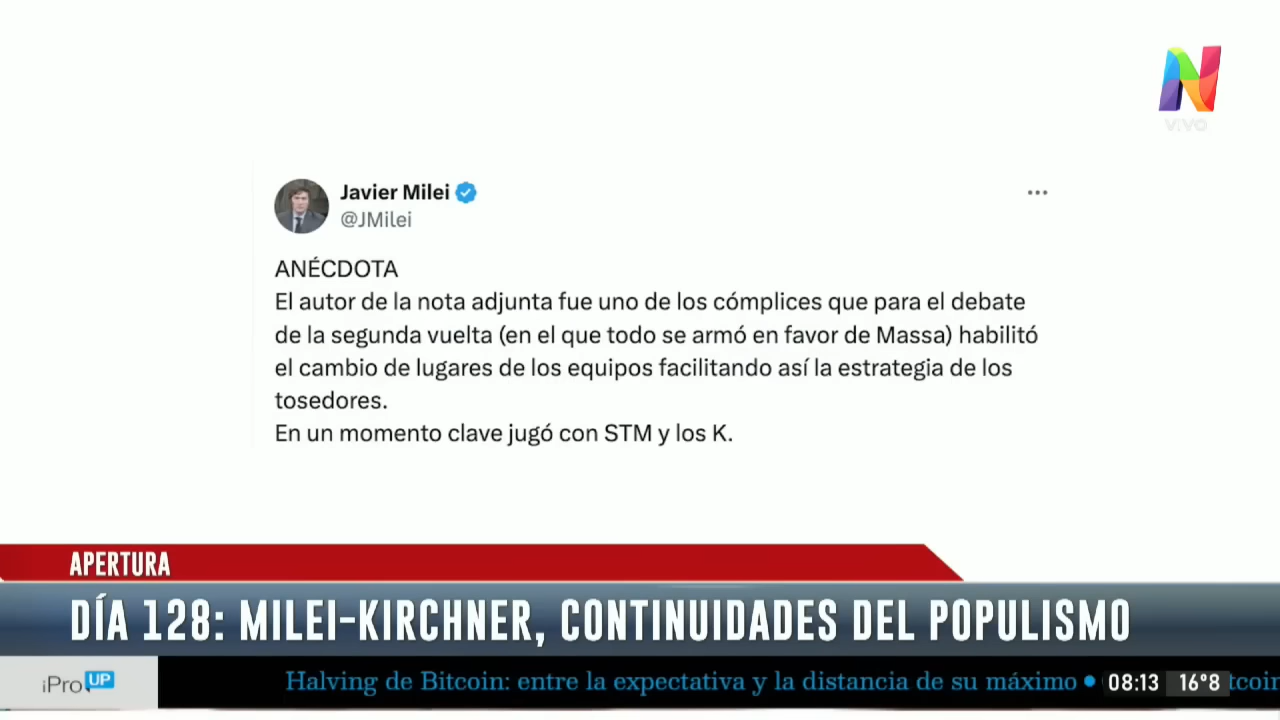 N
VIVO
Javier Milei
@JMilei
ANÉCDOTA
El autor de la nota adjunta fue uno de los cómplices que para el debate
de la segunda vuelta (en el que todo se armó en favor de Massa) habilitó
el cambio de lugares de los equipos facilitando así la estrategia de los
tosedores.
En un momento clave jugó con STM y los K.
APERTURA
DÍA 128: MILEI-KIRCHNER, CONTINUIDADES DEL POPULISMO
iProUP
Halving de Bitcoin: entre la expectativa y la distancia de su máximo •
08:13 16°8